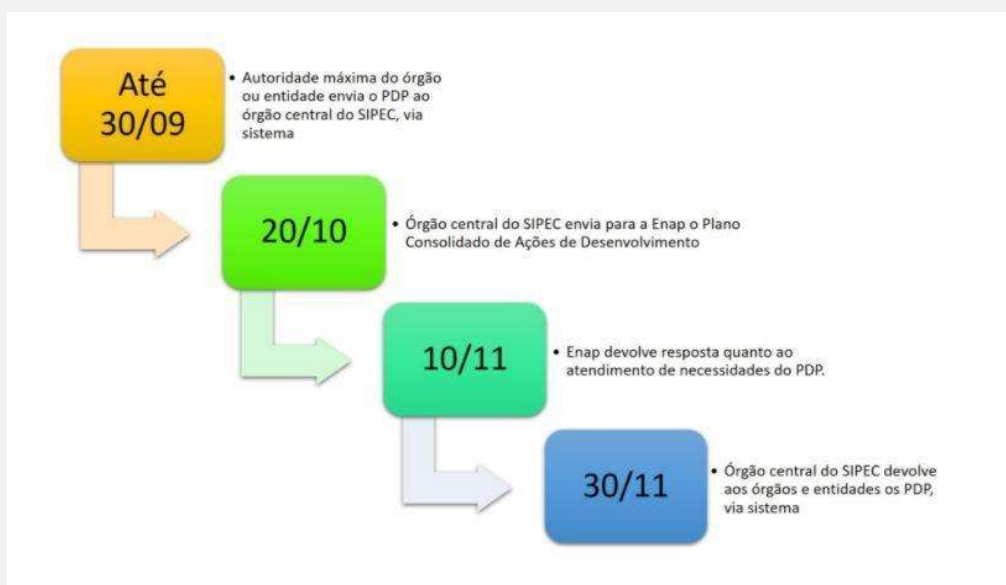 Até
30/09
• Autoridade máxima do órgão
ou entidade envia o PDP ao
órgão central do SIPEC, via
sistema
20/10
• Órgão central do SIPEC envia para a Enap o Plano
Consolidado de Ações de Desenvolvimento
10/11
• Enap devolve resposta quanto ao
atendimento de necessidades do PDP.
30/11
• Órgão central do SIPEC devolve
aos órgãos e entidades os PDP,
via sistema